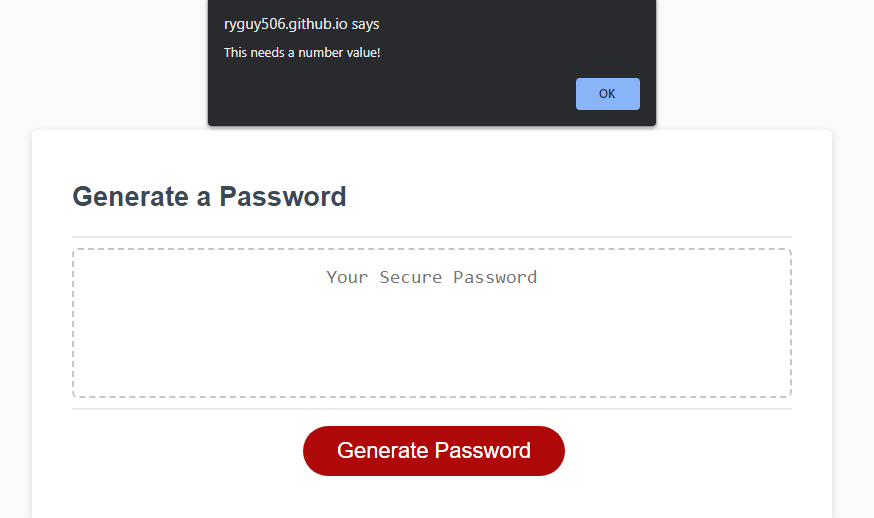 ryguy506.github.io says
This needs a number value!
OK
Generate a Password
Your Secure Password
Generate Password